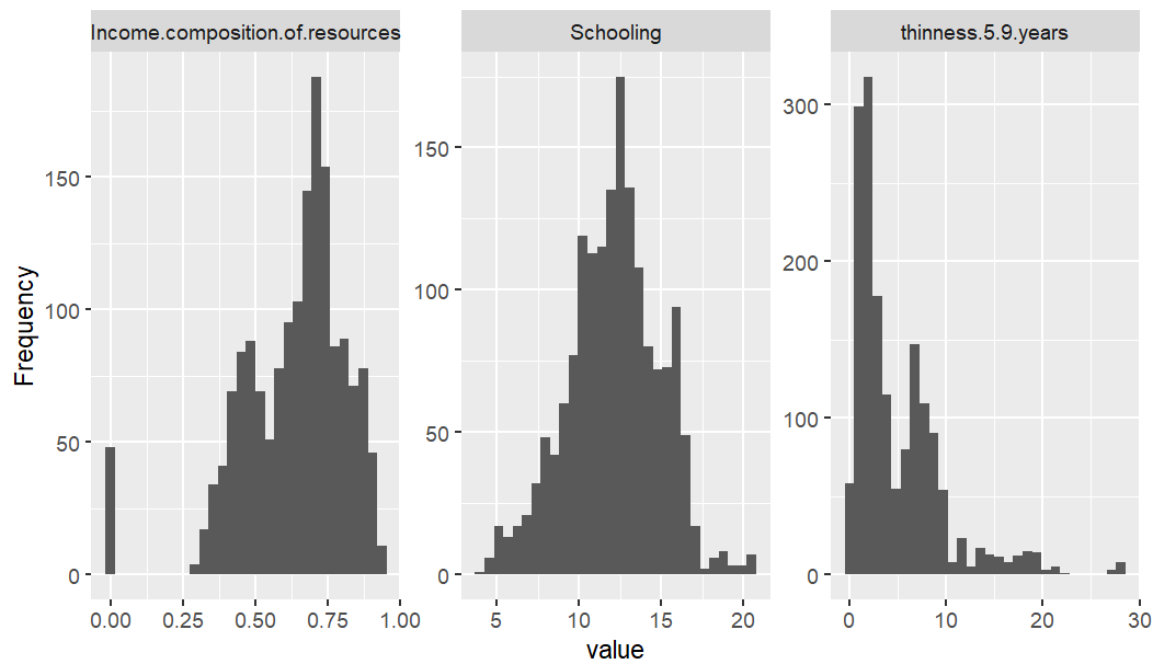 Income.composition.of.resources
Schooling
thinness.5.9.years
Frequency
150
100
50
0
0.00 0.25 0.50 0.75 1.00
150
100
50
0
5 10 15 20
300
200
100
0
0 10 20 30
value